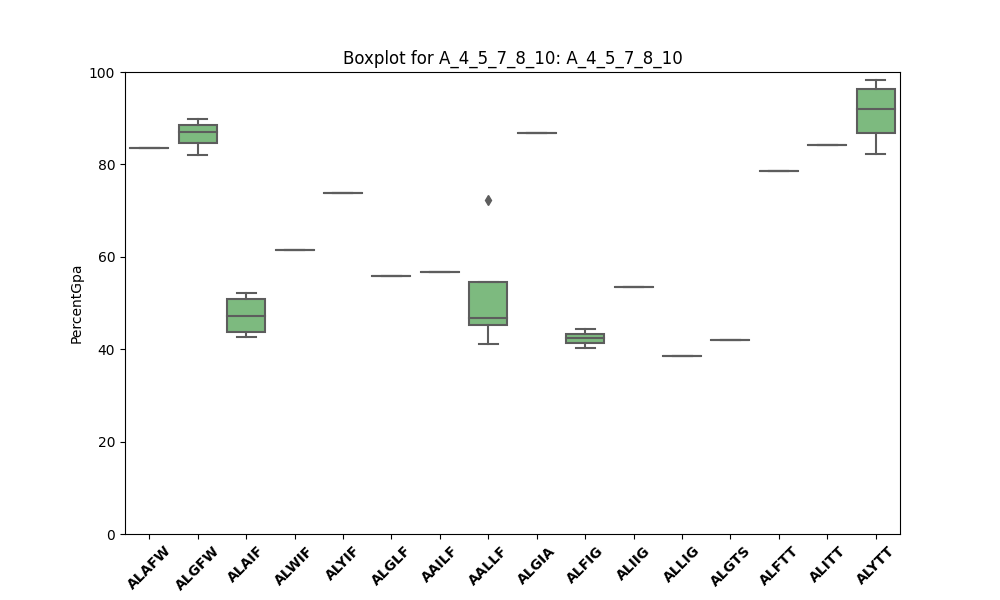 Boxplot for A_4_5_7_8_10: A_4_5_7_8_10
PercentGpa
100
80
60
40
20
0
ALAFW
ALGFW
ALAIF
ALWIF
ALYIF
ALGLF
AAILF
AALLF
ALGIA
ALFIG
ALIIG
ALLIG
ALGTS
ALFTT
ALITT
ALYTT